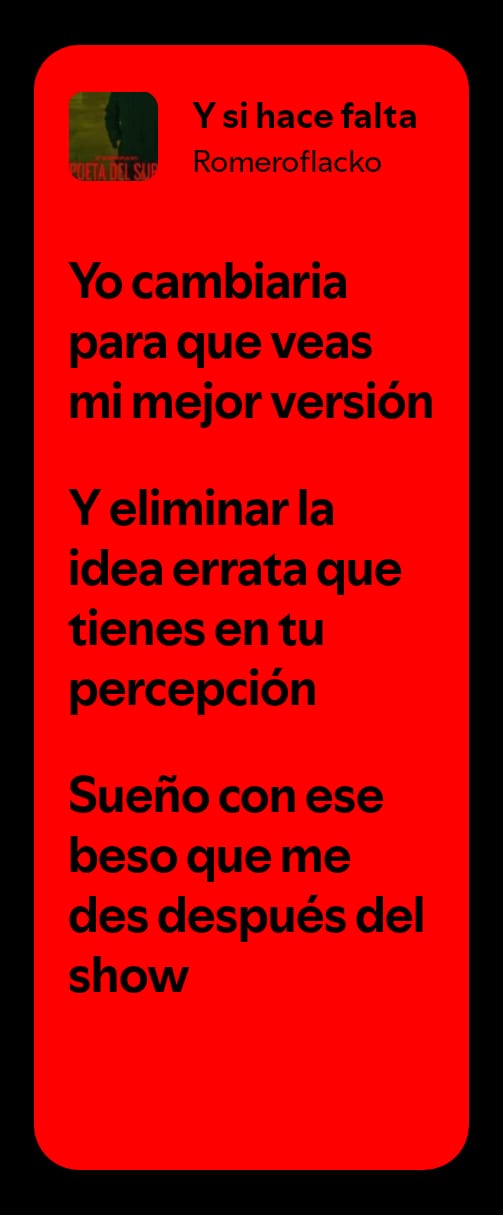 Y si hace falta
Romeroflacko
POETA DEL SUR
Yo cambiaria
para que veas
mi mejor versión
Y eliminar la
idea errata que
tienes en tu
percepción
Sueño con ese
beso que me
des después del
show